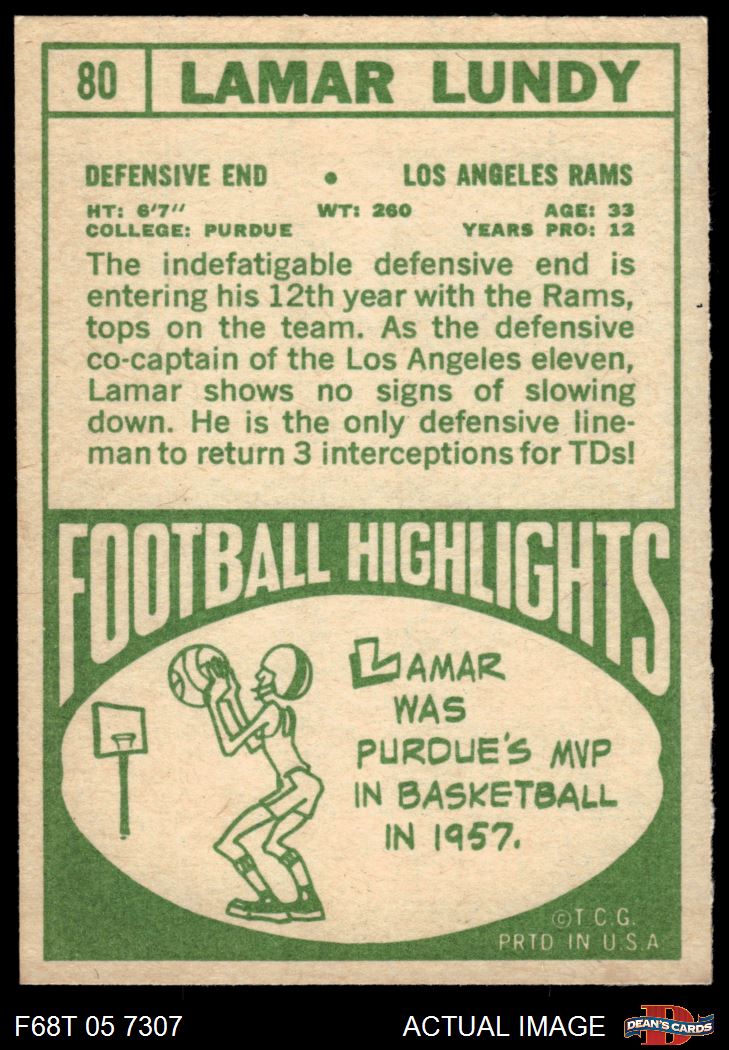 80 LAMAR LUNDY
DEFENSIVE END • LOS ANGELES RAMS
HT: 6'7" WT: 260 AGE: 33
COLLEGE: PURDUE YEARS PRO: 12
The indefatigable defensive end is
entering his 12th year with the Rams,
tops on the team. As the defensive
co-captain of the Los Angeles eleven,
Lamar shows no signs of slowing
down. He is the only defensive line-
man to return 3 interceptions for TDs!
FOOTBALL HIGHLIGHTS
LAMAR
WAS
PURDUE'S MVP
IN BASKETBALL
IN 1957.
©T.C.G.
PRTD IN U.S.A
F68T 05 7307 ACTUAL IMAGE
D
DEAN'S CARDS